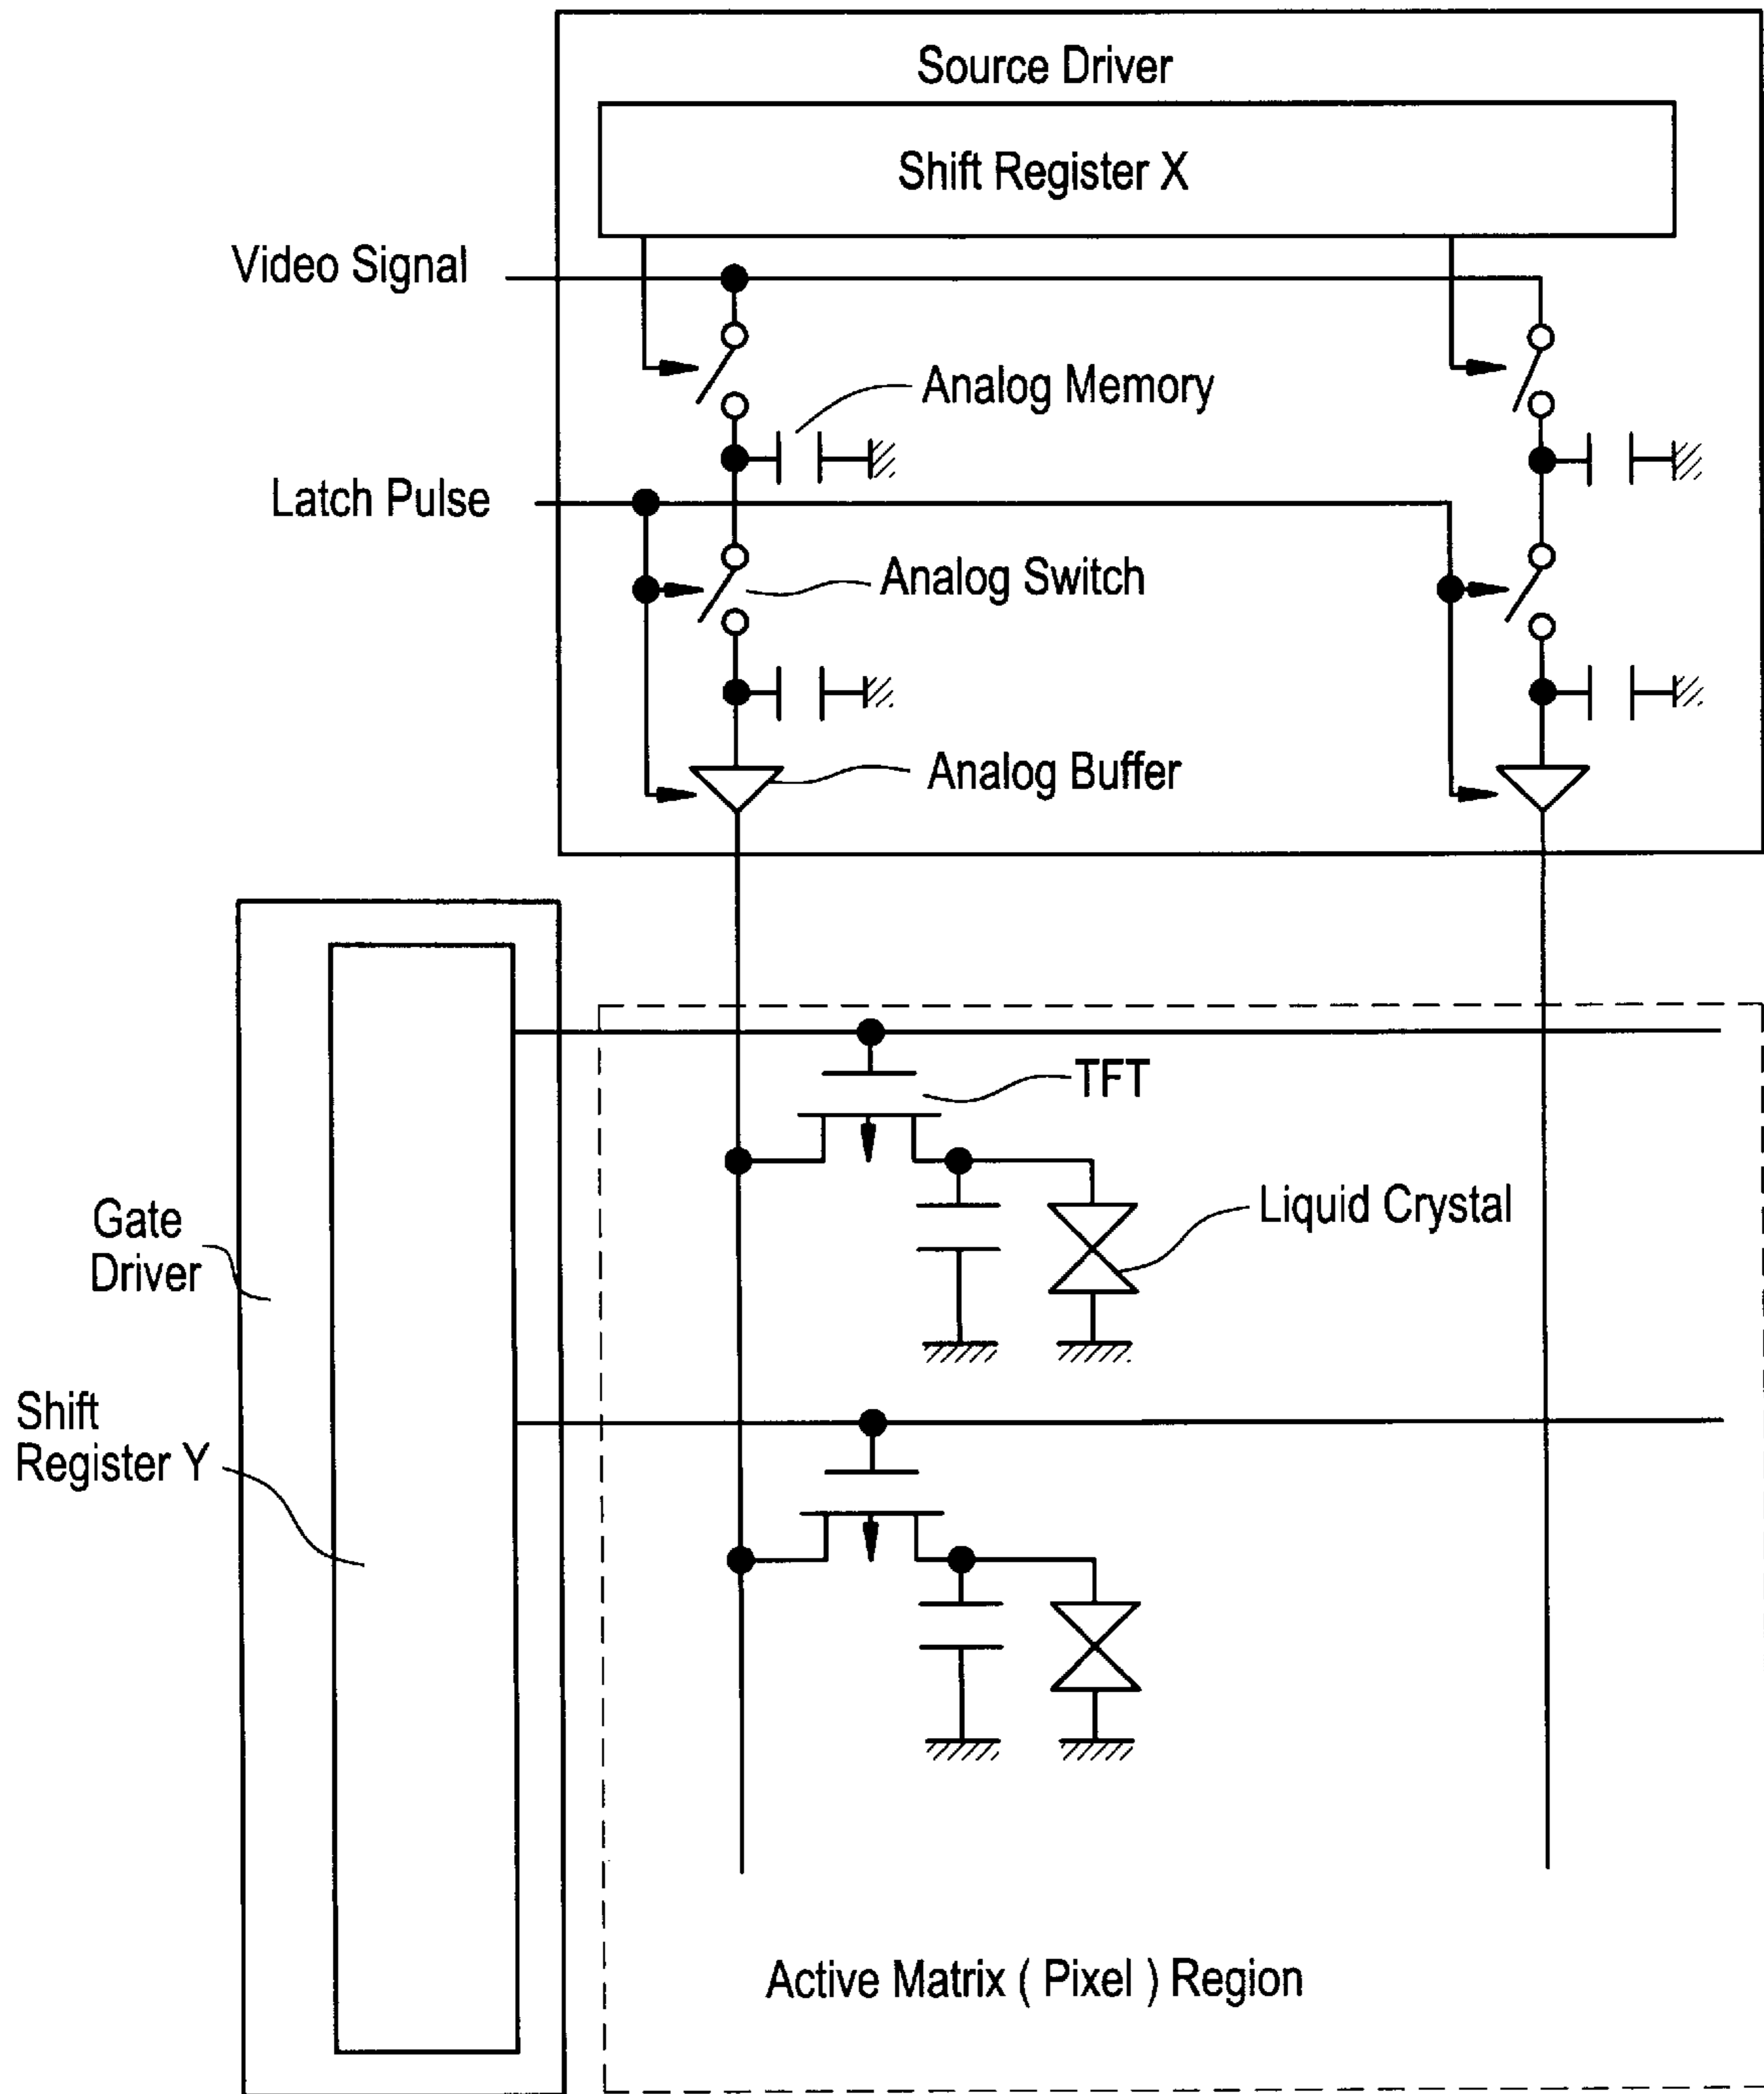 Source Driver
Shift Register X
Video Signal
Analog Memory
Latch Pulse
Analog Switch
Analog Buffer
TFT
Gate
Driver
Liquid Crystal
Shift
Register Y
Active Matrix ( Pixel ) Region